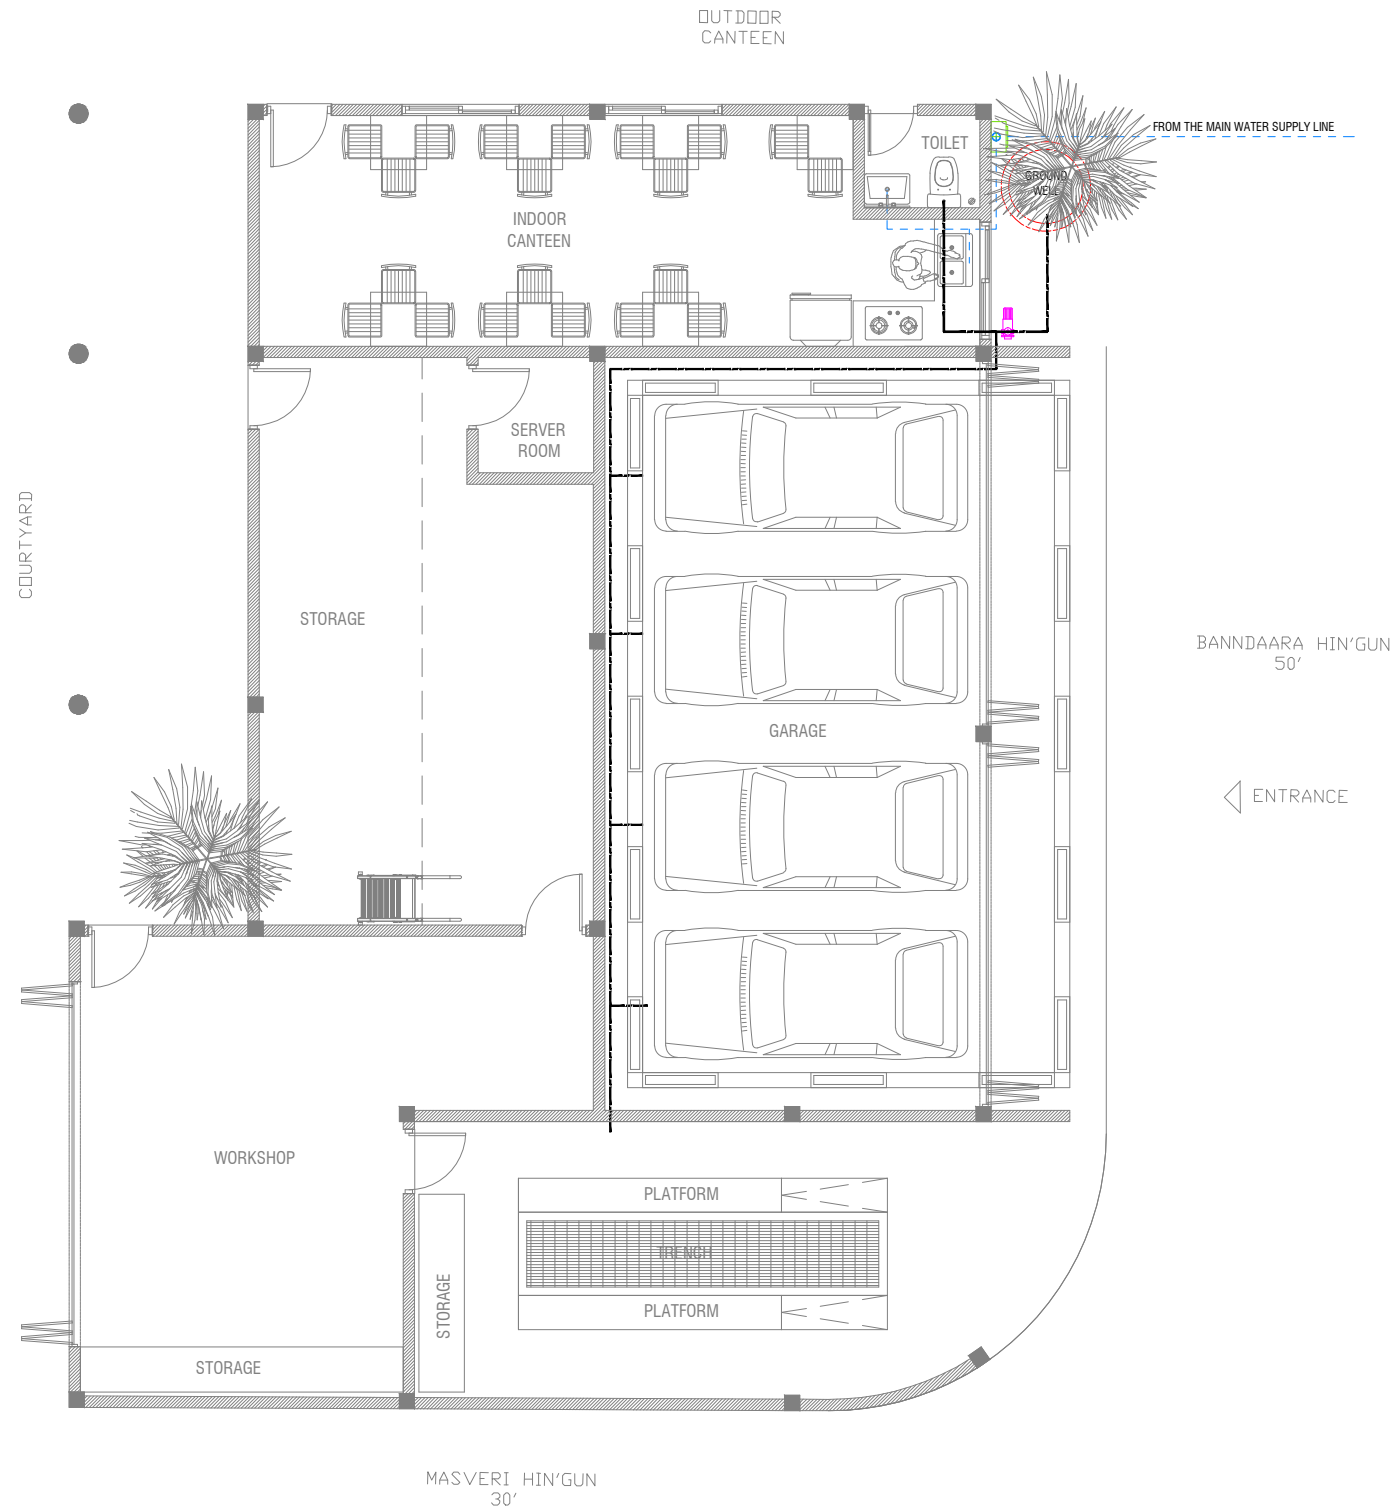 OUTDOOR
CANTEEN
FROM THE MAIN WATER SUPPLY LINE
TOILET
GROUND
WELL
INDOOR
CANTEEN
SERVER
ROOM
COURTYARD
STORAGE
BANNDAARA HIN'GUN
50'
GARAGE
ENTRANCE
WORKSHOP
PLATFORM
TRENCH
STORAGE
PLATFORM
STORAGE
MASVERI HIN'GUN
30'